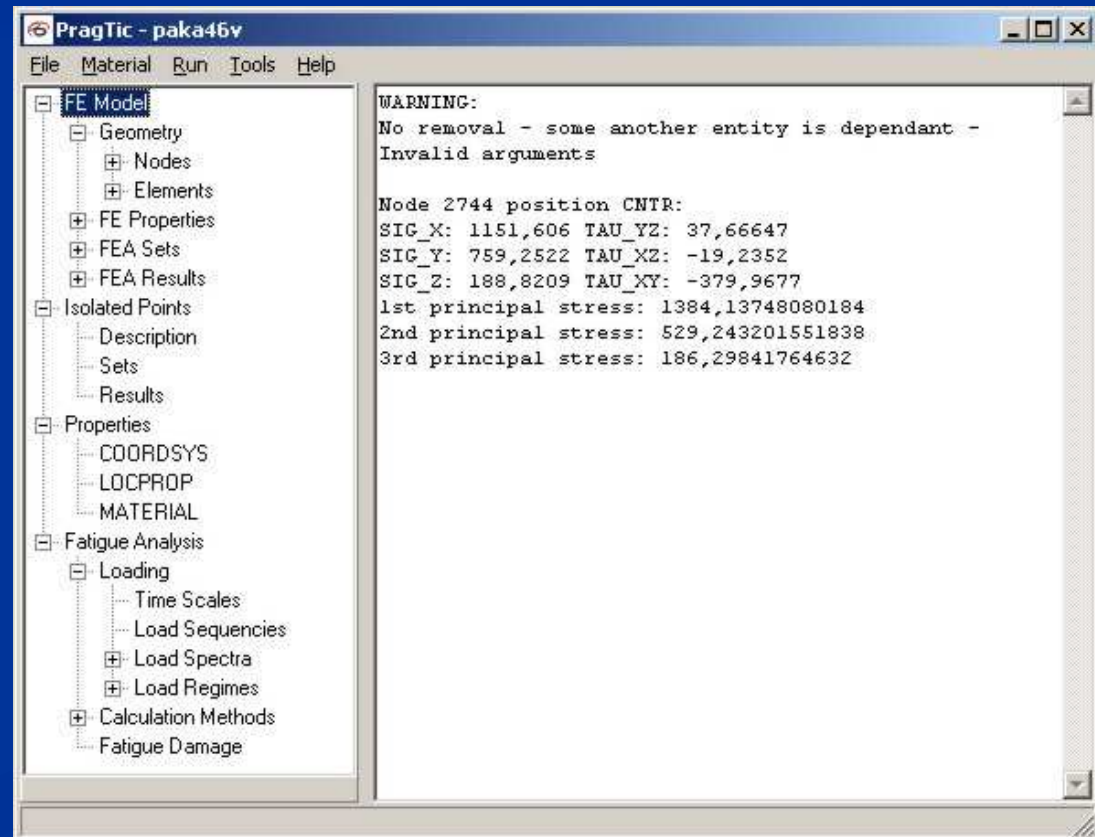 PragTic - paka46v
File Material Run Tools Help
FE Model
Geometry
Nodes
Elements
FE Properties
FEA Sets
FEA Results
Isolated Points
Description
Sets
Results
Properties
COORDSYS
LOCPROP
MATERIAL
Fatigue Analysis
Loading
Time Scales
Load Sequencies
Load Spectra
Load Regimes
Calculation Methods
Fatigue Damage
WARNING:
No removal - some another entity is dependant -
Invalid arguments
Node 2744 position CNTR:
SIG_X: 1151,606 TAU_YZ: 37,66647
SIG_Y: 759,2522 TAU_XZ: -19,2352
SIG_Z: 188,8209 TAU_XY: -379,9677
1st principal stress: 1384,13748080184
2nd principal stress: 529,243201551838
3rd principal stress: 186,29841764632